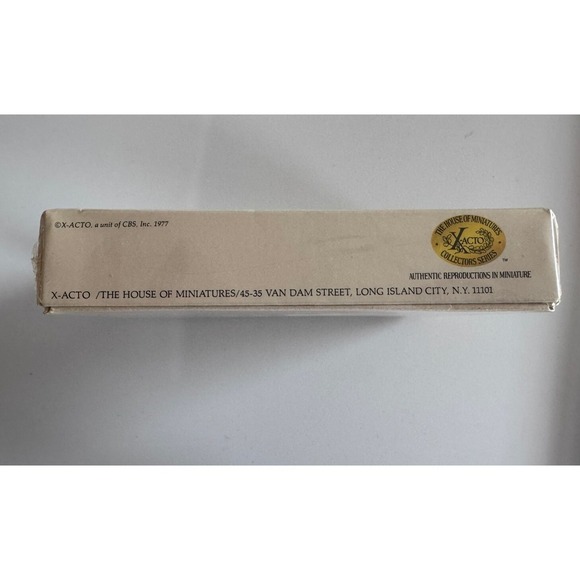 ©X-ACTO, a unit of CBS, Inc. 1977
THE HOUSE OF MINIATURES
X-ACTO
COLLECTORS SERIES
™
AUTHENTIC REPRODUCTIONS IN MINIATURE
X-ACTO /THE HOUSE OF MINIATURES/45-35 VAN DAM STREET, LONG ISLAND CITY, N.Y. 11101